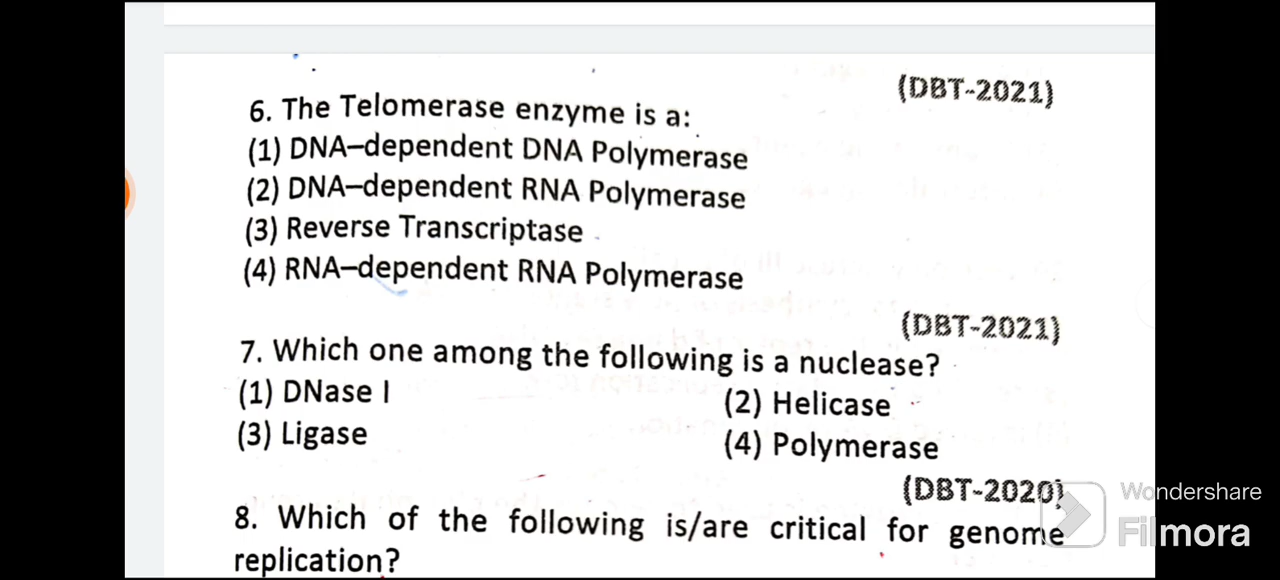 (DBT-2021)
6. The Telomerase enzyme is a:
(1) DNA–dependent DNA Polymerase
(2) DNA–dependent RNA Polymerase
(3) Reverse Transcriptase
(4) RNA–dependent RNA Polymerase
(DBT-2021)
7. Which one among the following is a nuclease?
(1) DNase I
(2) Helicase
(3) Ligase
(4) Polymerase
(DBT-2020)
8. Which of the following is/are critical for genome
replication?
Wondershare
Filmora